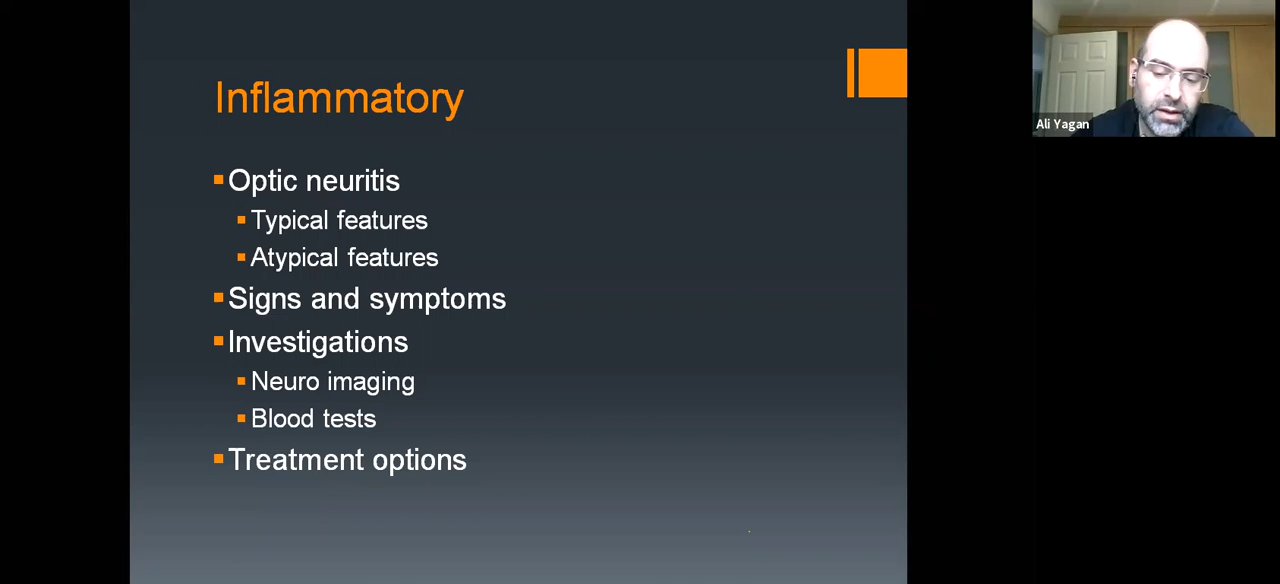 Inflammatory
Optic neuritis
Typical features
Atypical features
Signs and symptoms
Investigations
Neuro imaging
Blood tests
Treatment options
Ali Yagan